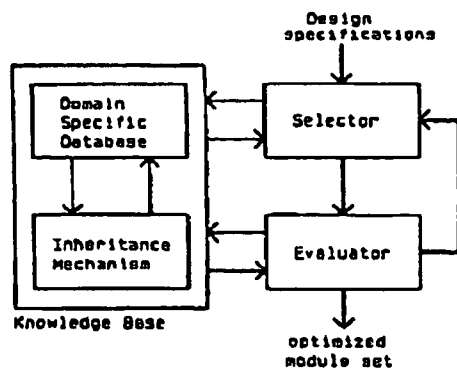 Design
specifications
Domain
Specific
Database
Selector
Inheritance
Mechanism
Evaluator
Knowledge Base
optimized
module set